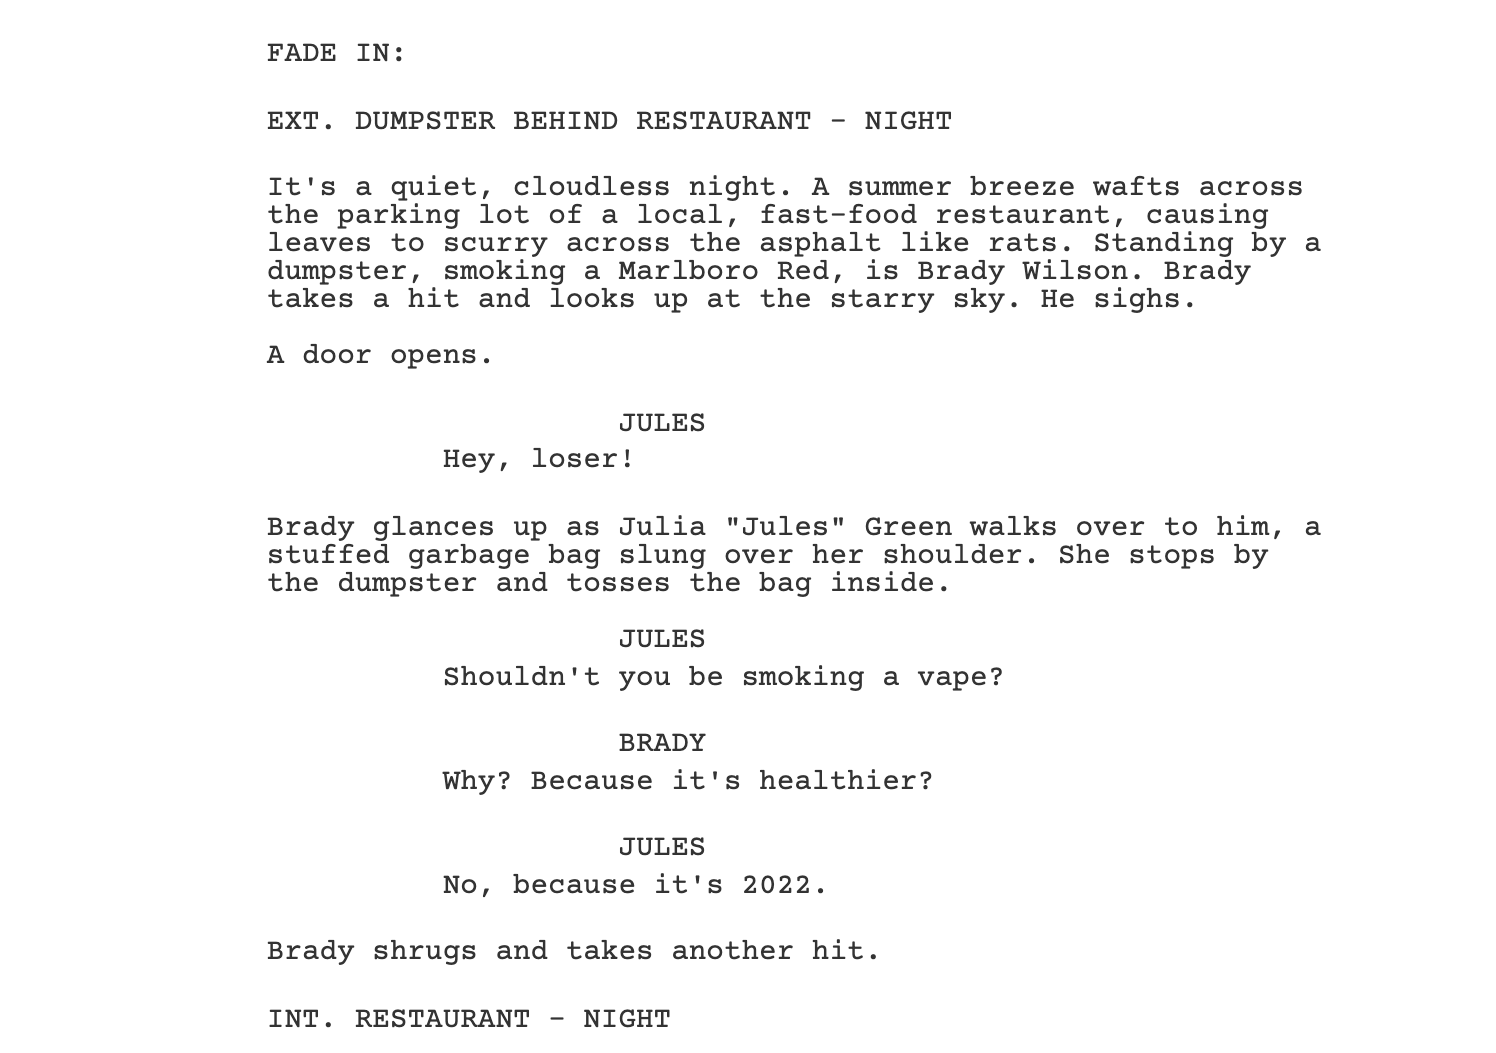 FADE IN:
EXT. DUMPSTER BEHIND RESTAURANT - NIGHT
It's a quiet, cloudless night. A summer breeze wafts across
the parking lot of a local, fast-food restaurant, causing
leaves to scurry across the asphalt like rats. Standing by a
dumpster, smoking a Marlboro Red, is Brady Wilson. Brady
takes a hit and looks up at the starry sky. He sighs.
A door opens.
JULES
Hey, loser!
Brady glances up as Julia "Jules" Green walks over to him, a
stuffed garbage bag slung over her shoulder. She stops by
the dumpster and tosses the bag inside.
JULES
Shouldn't you be smoking a vape?
BRADY
Why? Because it's healthier?
JULES
No, because it's 2022.
Brady shrugs and takes another hit.
INT. RESTAURANT - NIGHT